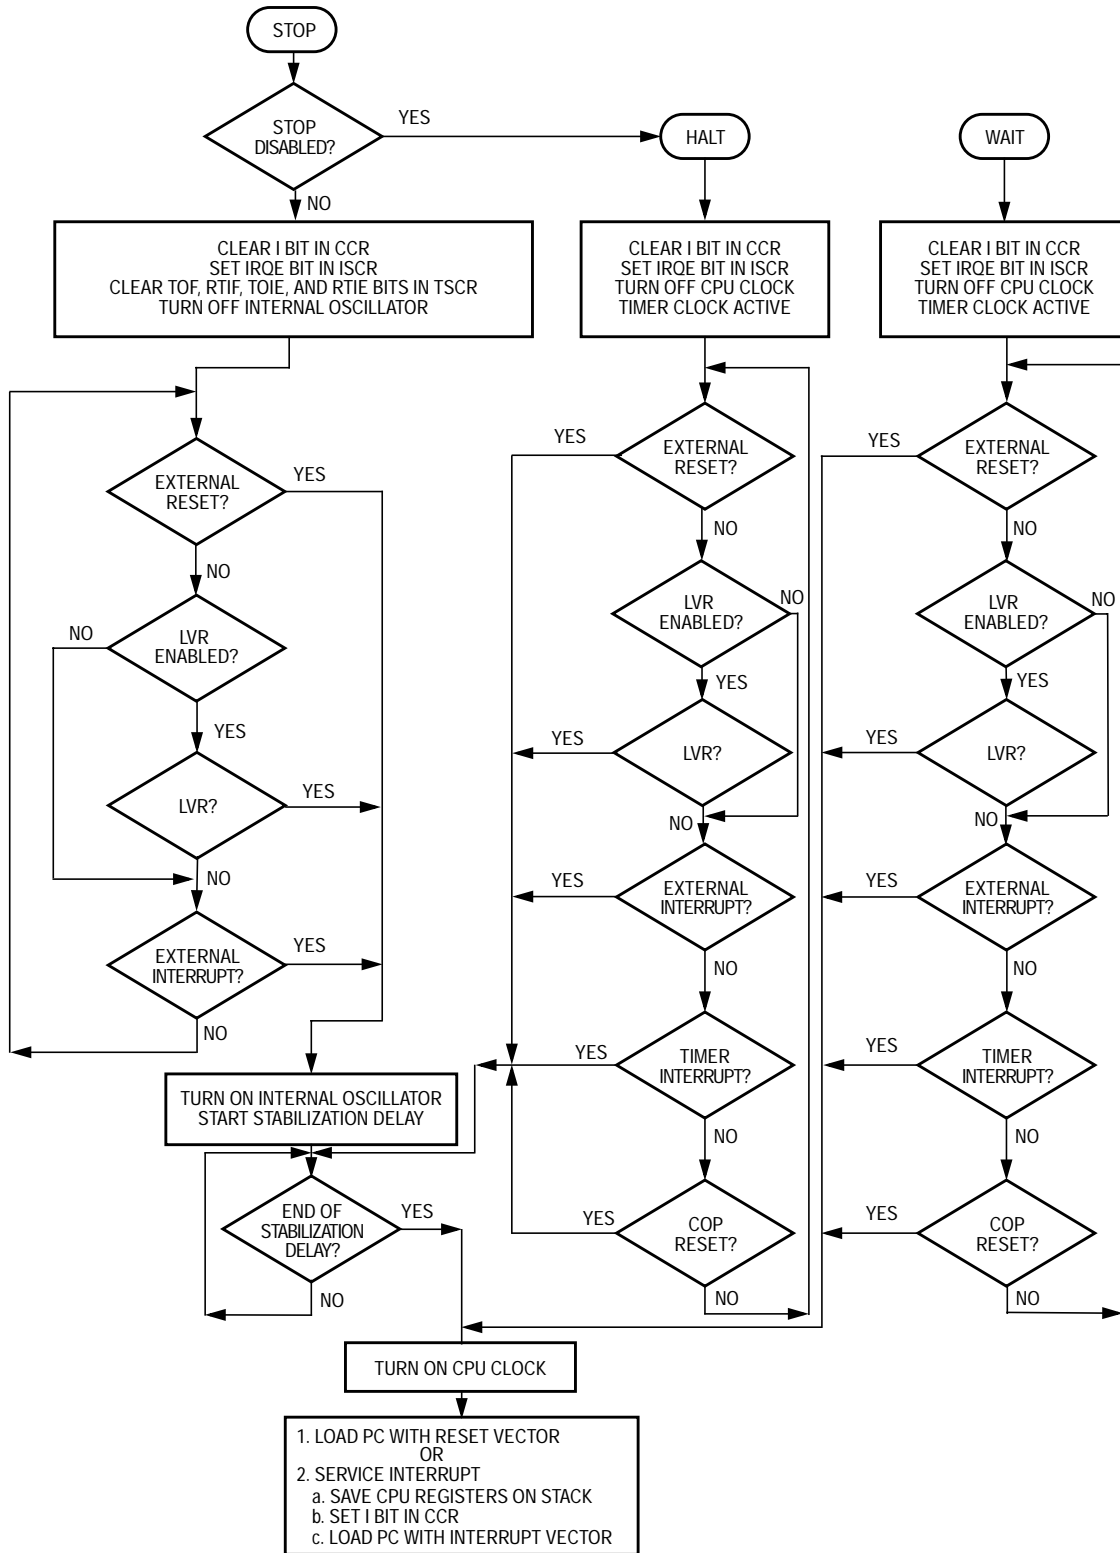 STOP
STOP
DISABLED?
YES
NO
HALT
WAIT
CLEAR I BIT IN CCR
SET IRQE BIT IN ISCR
CLEAR TOF, RTIF, TOIE, AND RTIE BITS IN TSCR
TURN OFF INTERNAL OSCILLATOR
CLEAR I BIT IN CCR
SET IRQE BIT IN ISCR
TURN OFF CPU CLOCK
TIMER CLOCK ACTIVE
CLEAR I BIT IN CCR
SET IRQE BIT IN ISCR
TURN OFF CPU CLOCK
TIMER CLOCK ACTIVE
EXTERNAL
RESET?
YES
NO
LVR
ENABLED?
NO
YES
LVR?
YES
NO
EXTERNAL
INTERRUPT?
YES
NO
TURN ON INTERNAL OSCILLATOR
START STABILIZATION DELAY
END OF
STABILIZATION
DELAY?
YES
NO
YES
EXTERNAL
RESET?
NO
LVR
ENABLED?
NO
YES
YES
LVR?
NO
YES
EXTERNAL
INTERRUPT?
NO
YES
TIMER
INTERRUPT?
NO
YES
COP
RESET?
NO
YES
EXTERNAL
RESET?
NO
LVR
ENABLED?
NO
YES
YES
LVR?
NO
YES
EXTERNAL
INTERRUPT?
NO
YES
TIMER
INTERRUPT?
NO
YES
COP
RESET?
NO
TURN ON CPU CLOCK
1. LOAD PC WITH RESET VECTOR
OR
2. SERVICE INTERRUPT
a. SAVE CPU REGISTERS ON STACK
b. SET I BIT IN CCR
c. LOAD PC WITH INTERRUPT VECTOR